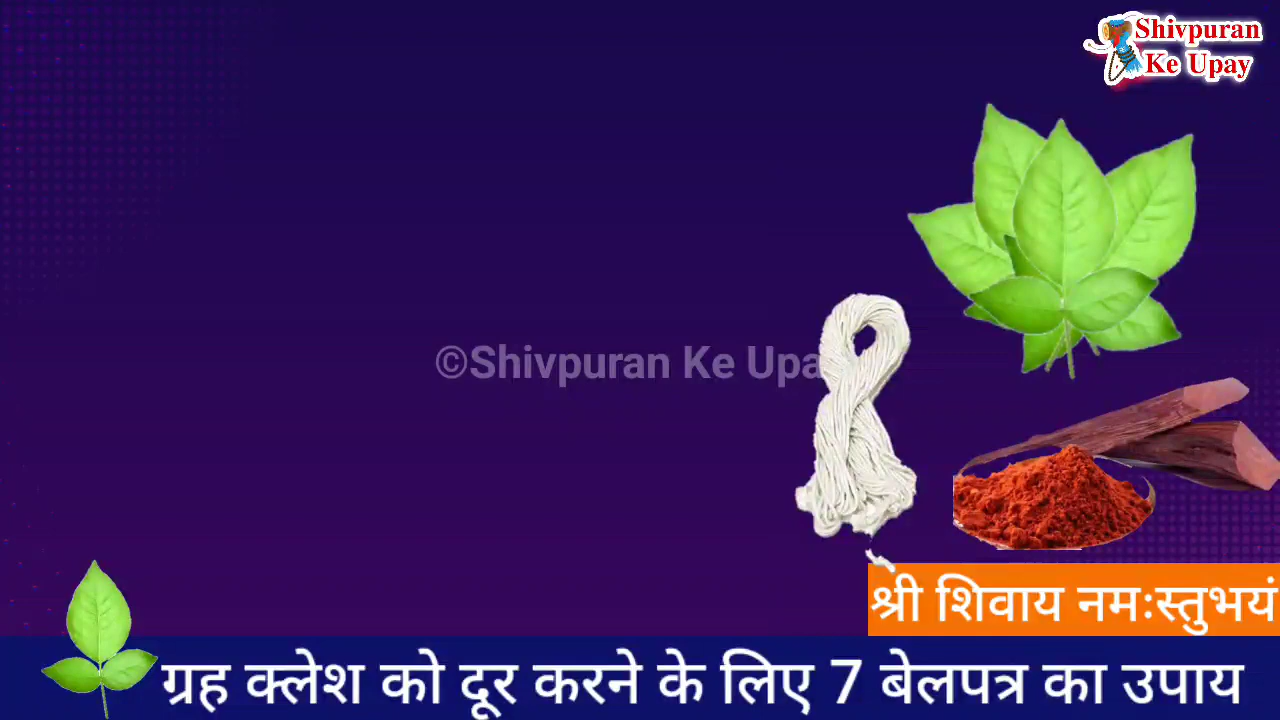 Shivpuran
Ke Upay
©Shivpuran Ke Upa
श्री शिवाय नमःस्तुभयं
ग्रह क्लेश को दूर करने के लिए 7 बेलपत्र का उपाय